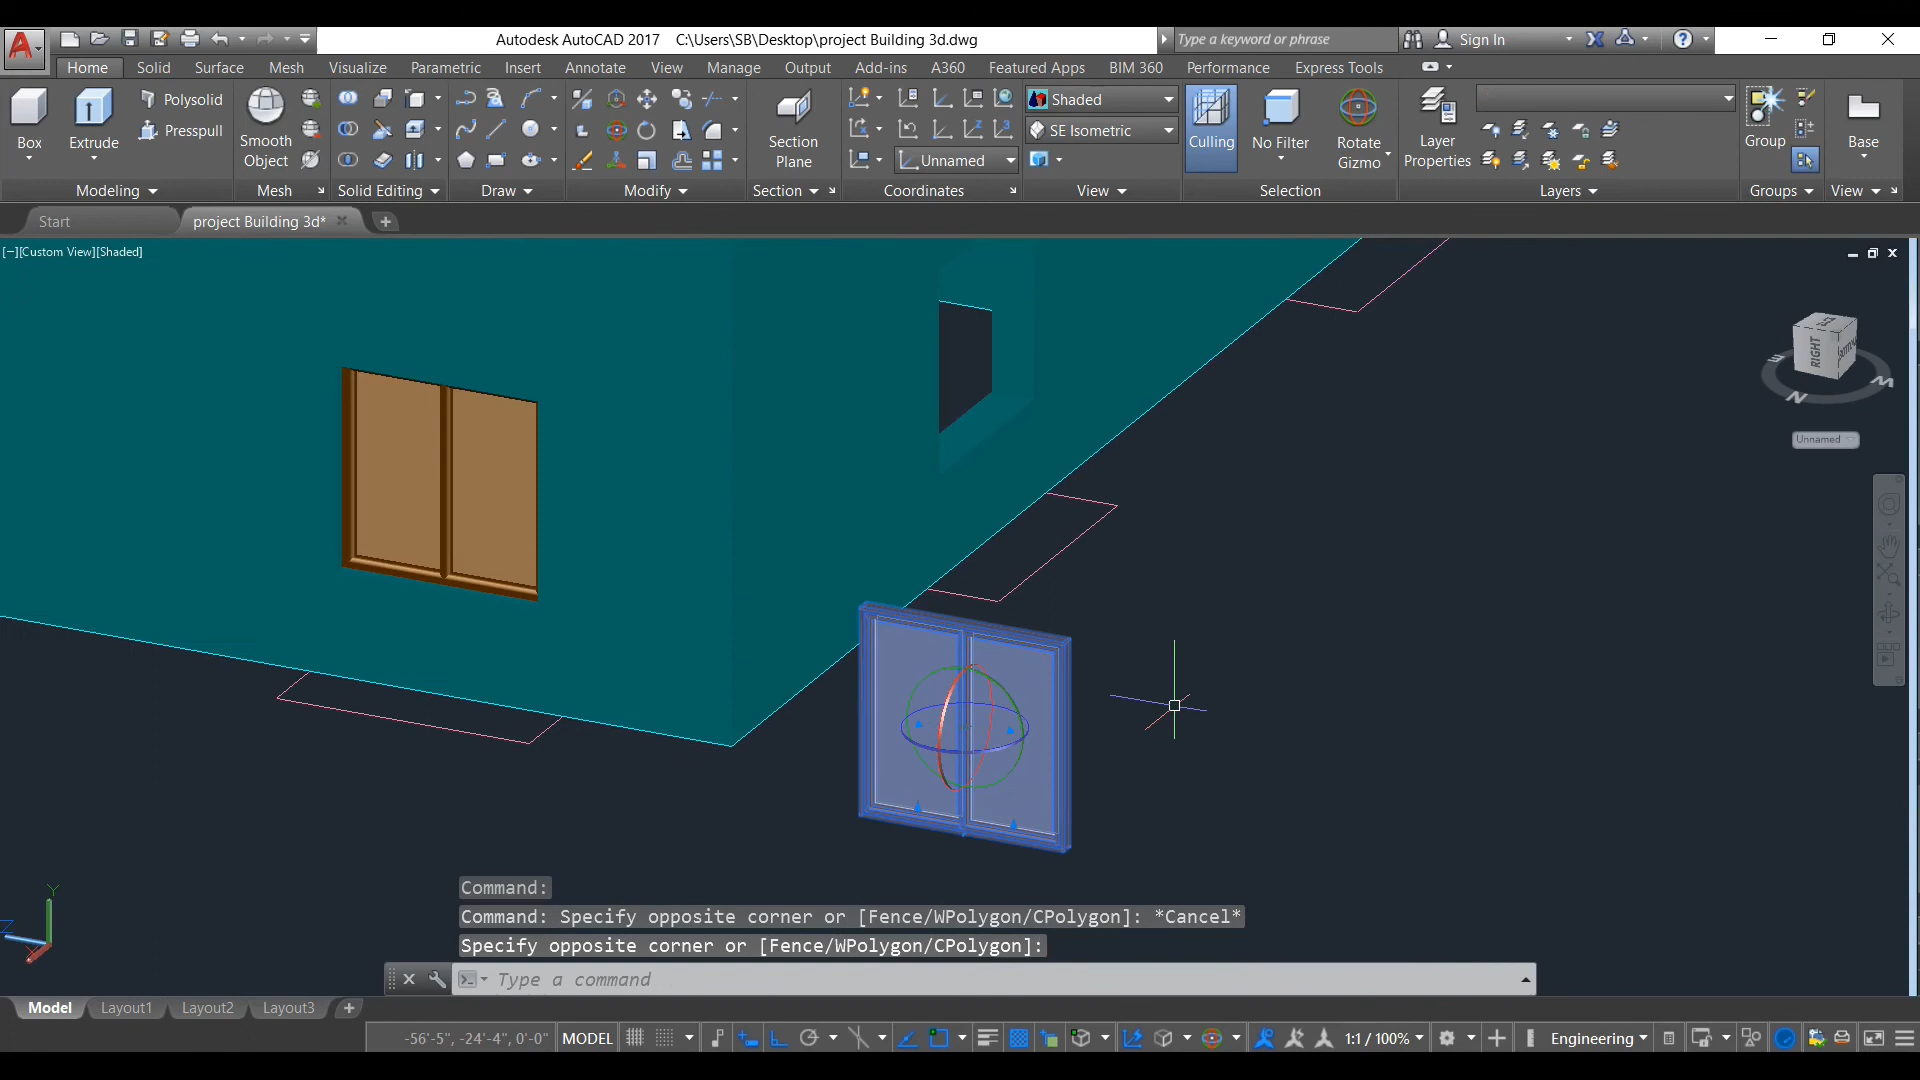 Autodesk AutoCAD 2017 C:\Users\SB\Desktop\project Building 3d.dwg
Type a keyword or phrase
Sign In
Home Solid Surface Mesh Visualize Parametric Insert Annotate View Manage Output Add-ins A360 Featured Apps BIM 360 Performance Express Tools
Box
Extrude
Polysolid
Presspull
Smooth
Object
Section
Plane
Unnamed
Shaded
SE Isometric
Culling
No Filter
Rotate
Gizmo
Layer
Properties
Group
Base
Modeling Mesh Solid Editing Draw Modify Section Coordinates View Selection Layers Groups View
Start project Building 3d*
[−][Custom View][Shaded]
RIGHT
N
Unnamed
Y
Z
X
Command:
Command: Specify opposite corner or [Fence/WPolygon/CPolygon]: *Cancel*
Specify opposite corner or [Fence/WPolygon/CPolygon]:
Type a command
Model Layout1 Layout2 Layout3
-56'-5", -24'-4", 0'-0" MODEL 1:1 / 100% Engineering